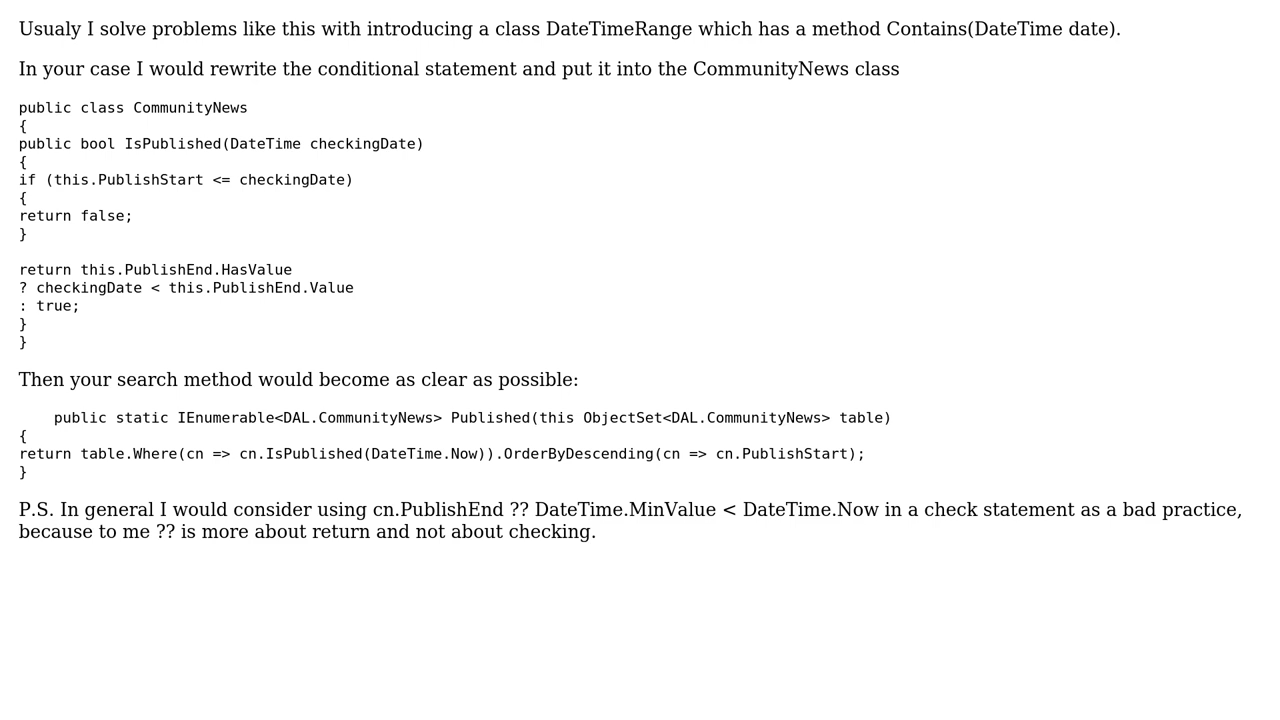 Usualy I solve problems like this with introducing a class DateTimeRange which has a method Contains(DateTime date).
In your case I would rewrite the conditional statement and put it into the CommunityNews class
public class CommunityNews
{
public bool IsPublished(DateTime checkingDate)
{
if (this.PublishStart <= checkingDate)
{
return false;
}
return this.PublishEnd.HasValue
? checkingDate < this.PublishEnd.Value
: true;
}
}
Then your search method would become as clear as possible:
    public static IEnumerable<DAL.CommunityNews> Published(this ObjectSet<DAL.CommunityNews> table)
{
return table.Where(cn => cn.IsPublished(DateTime.Now)).OrderByDescending(cn => cn.PublishStart);
}
P.S. In general I would consider using cn.PublishEnd ?? DateTime.MinValue < DateTime.Now in a check statement as a bad practice,
because to me ?? is more about return and not about checking.